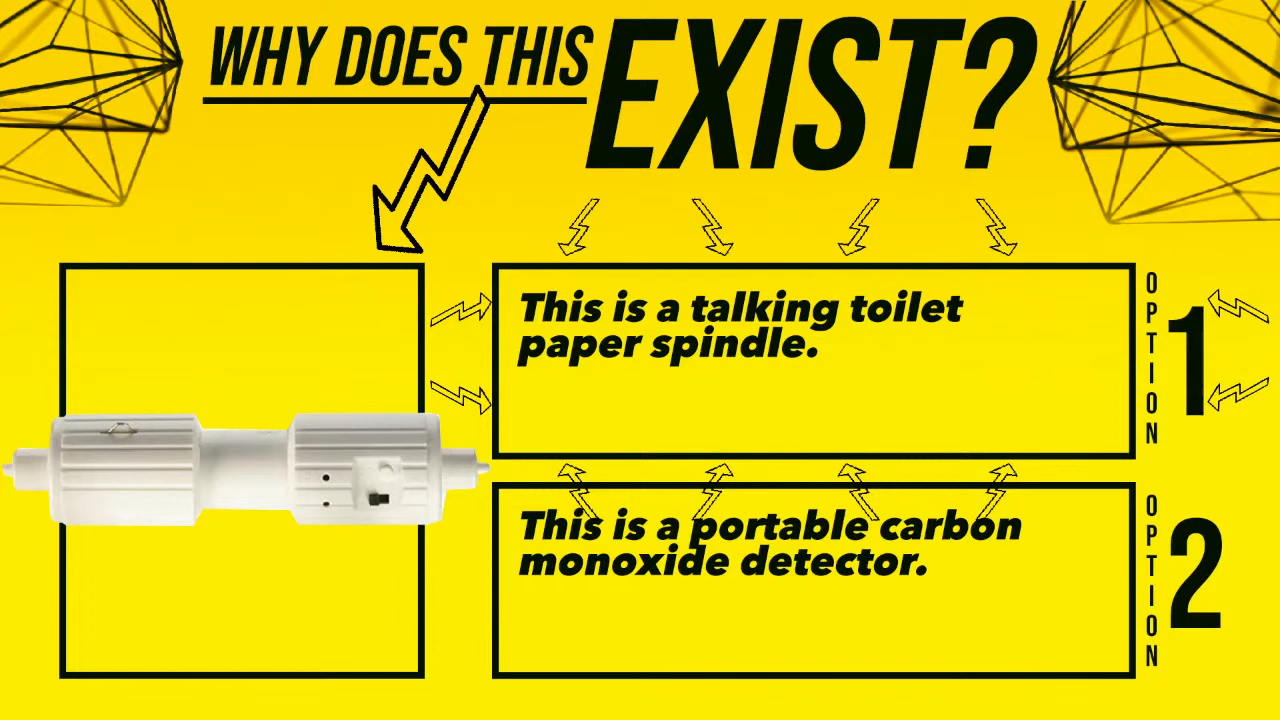 WHY DOES THIS EXIST?
This is a talking toilet
paper spindle.
OPTION 1
This is a portable carbon
monoxide detector.
OPTION 2